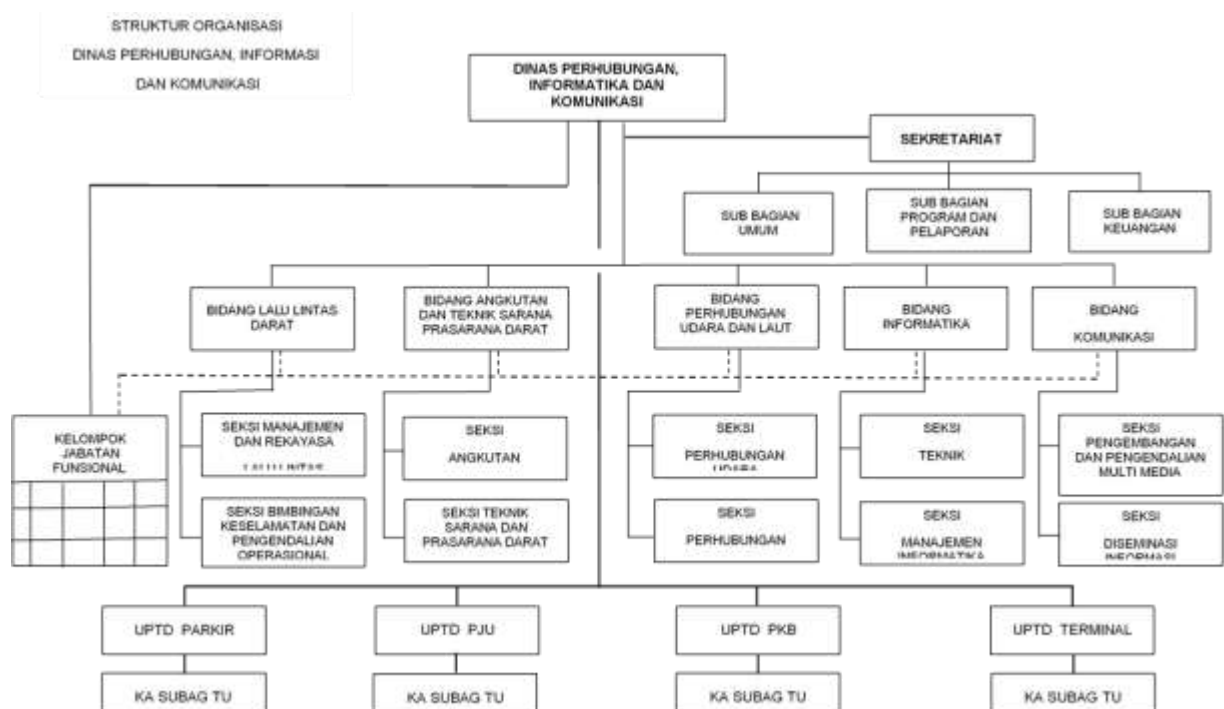 STRUKTUR ORGANISASI
DINAS PERHUBUNGAN, INFORMASI
DAN KOMUNIKASI
DINAS PERHUBUNGAN,
INFORMATIKA DAN
KOMUNIKASI
SEKRETARIAT
SUB BAGIAN
UMUM
SUB BAGIAN
PROGRAM DAN
PELAPORAN
SUB BAGIAN
KEUANGAN
BIDANG LALU LINTAS
DARAT
BIDANG ANGKUTAN
DAN TEKNIK SARANA
PRASARANA DARAT
BIDANG
PERHUBUNGAN
UDARA DAN LAUT
BIDANG
INFORMATIKA
BIDANG
KOMUNIKASI
KELOMPOK
JABATAN
FUNSIONAL
SEKSI MANAJEMEN
DAN REKAYASA
SEKSI
ANGKUTAN
SEKSI
PERHUBUNGAN
UDARA
SEKSI
TEKNIK
SEKSI
PENGEMBANGAN
DAN PENGENDALIAN
MULTI MEDIA
SEKSI BIMBINGAN
KESELAMATAN DAN
PENGENDALIAN
OPERASIONAL
SEKSI TEKNIK
SARANA DAN
PRASARANA DARAT
SEKSI
PERHUBUNGAN
SEKSI
MANAJEMEN
INFORMATIKA
SEKSI
DISEMINASI
INFORMASI
UPTD PARKIR
UPTD PJU
UPTD PKB
UPTD TERMINAL
KA SUBAG TU
KA SUBAG TU
KA SUBAG TU
KA SUBAG TU